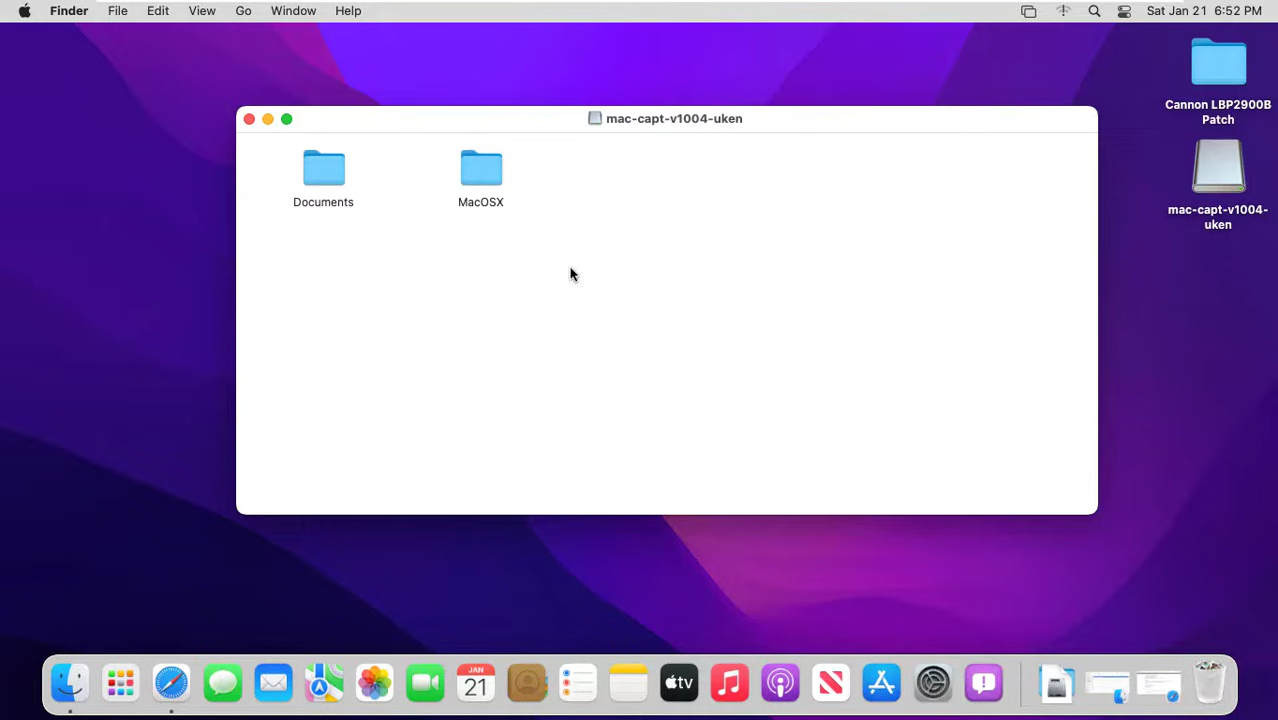 Finder File Edit View Go Window Help Sat Jan 21 6:52 PM
Cannon LBP2900B
Patch
mac-capt-v1004-uken
Documents MacOSX
mac-capt-v1004-
uken
JAN
21
tv